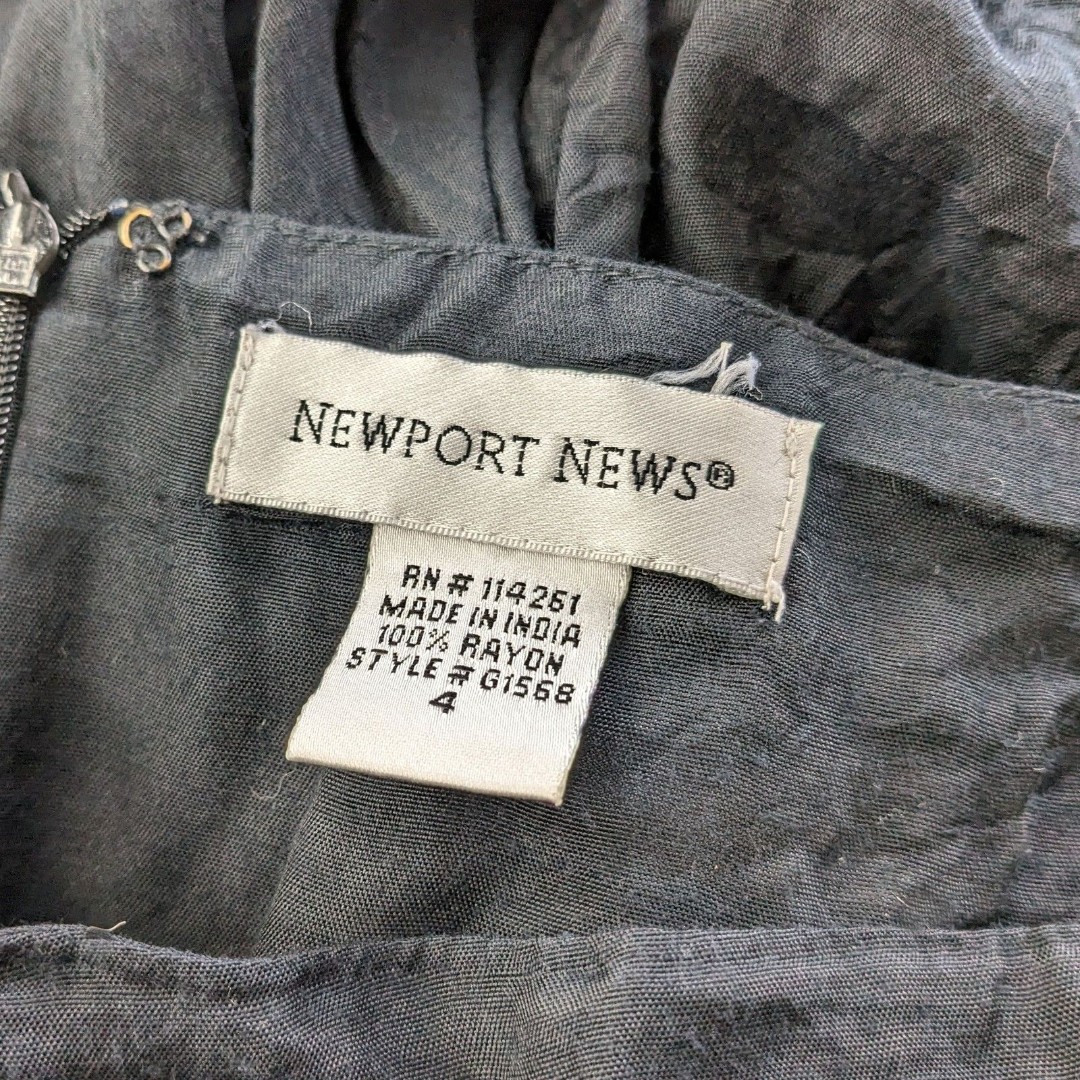 NEWPORT NEWS®
RN # 114261
MADE IN INDIA
100% RAYON
STYLE # G1568
4